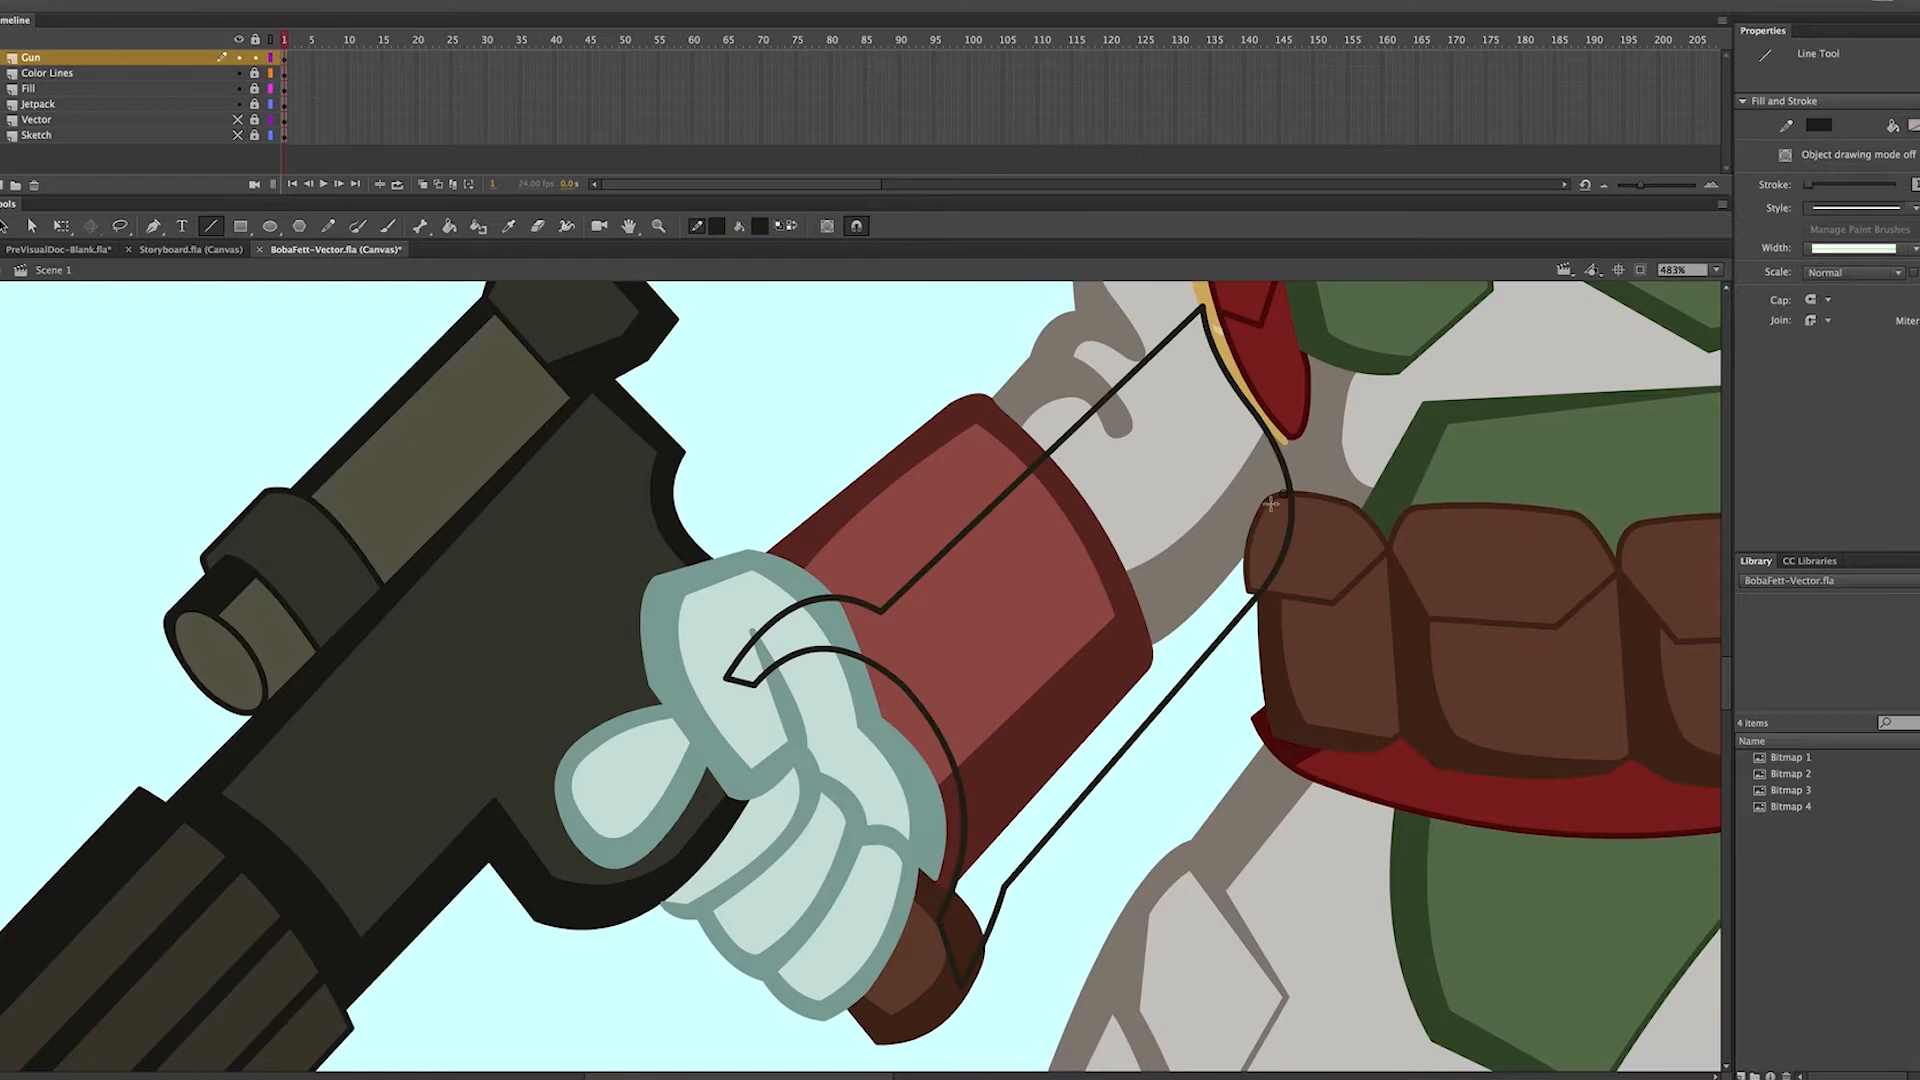 meline
1 5 10 15 20 25 30 35 40 45 50 55 60 65 70 75 80 85 90 95 100 105 110 115 120 125 130 135 140 145 150 155 160 165 170 175 180 185 190 195 200 205
Gun
Color Lines
Fill
Jetpack
Vector
Sketch
1 24.00 fps 0.0 s
ools
PreVisualDoc-Blank.fla* × Storyboard.fla (Canvas) × BobaFett-Vector.fla (Canvas)*
Scene 1
483%
Properties
Line Tool
Fill and Stroke
Object drawing mode off
Stroke:
Style:
Manage Paint Brushes
Width:
Scale: Normal
Cap:
Join: Miter
Library CC Libraries
BobaFett-Vector.fla
4 items
Name
Bitmap 1
Bitmap 2
Bitmap 3
Bitmap 4